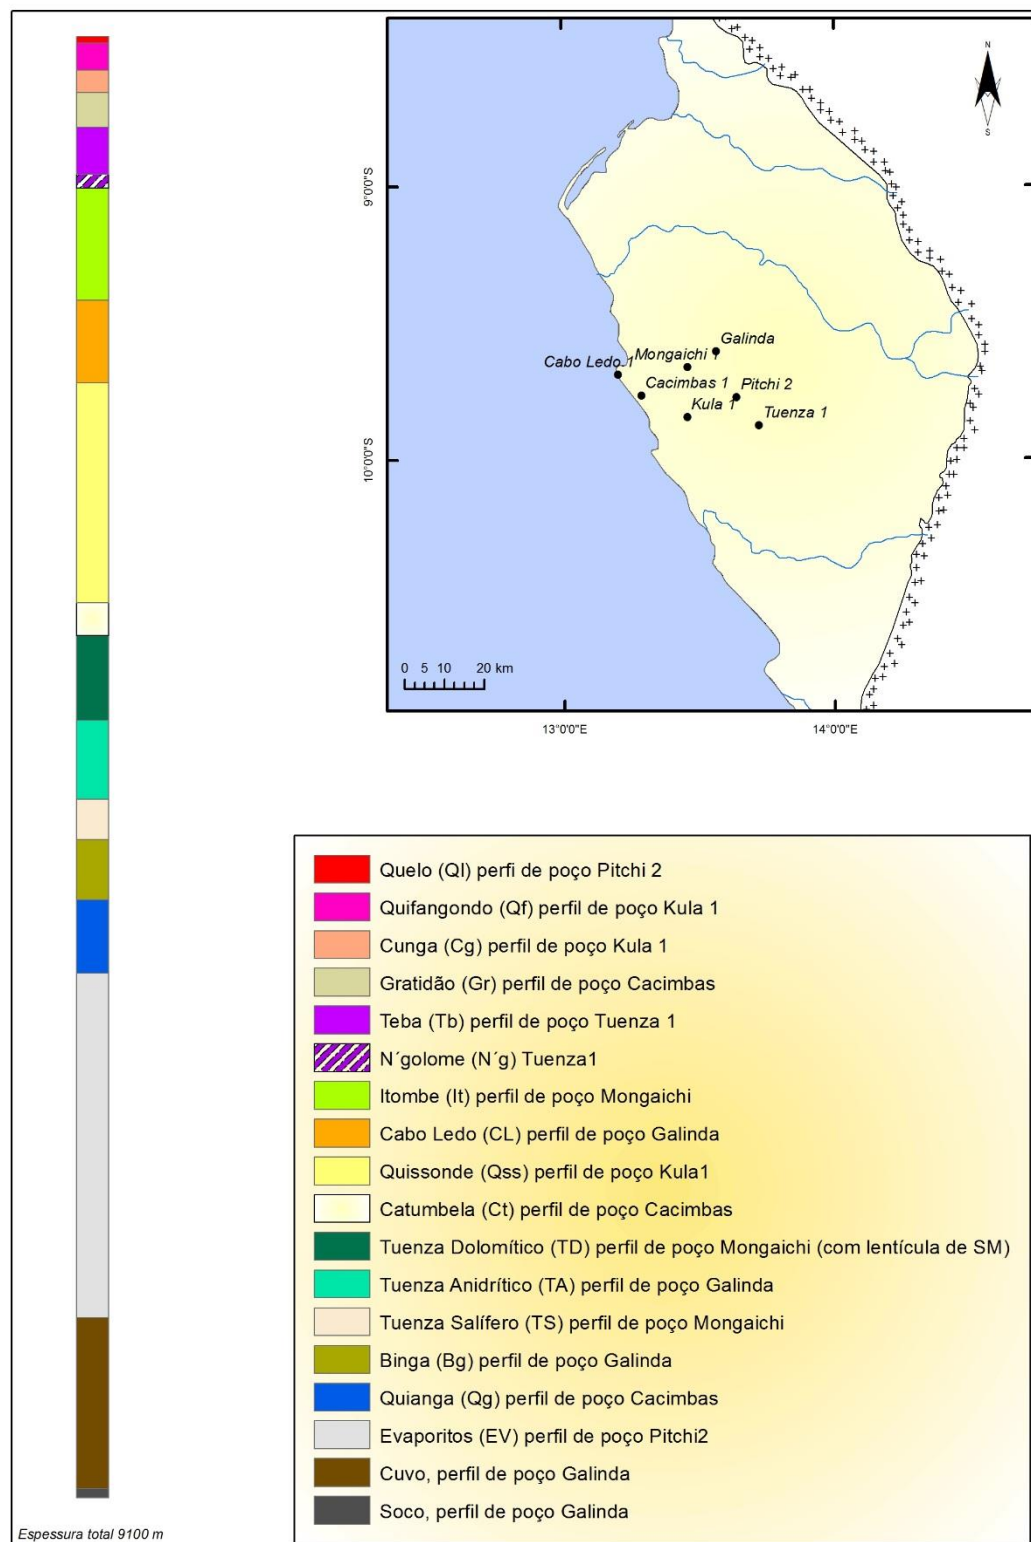 N
S
9°0'0"S
10°0'0"S
Galinda
Mongaichi 1
Cabo Ledo 1
Cacimbas 1
Pitchi 2
Kula 1
Tuenza 1
0 5 10 20 km
13°0'0"E 14°0'0"E
Quelo (Ql) perfi de poço Pitchi 2
Quifangondo (Qf) perfil de poço Kula 1
Cunga (Cg) perfil de poço Kula 1
Gratidão (Gr) perfil de poço Cacimbas
Teba (Tb) perfil de poço Tuenza 1
N´golome (N´g) Tuenza1
Itombe (It) perfil de poço Mongaichi
Cabo Ledo (CL) perfil de poço Galinda
Quissonde (Qss) perfil de poço Kula1
Catumbela (Ct) perfil de poço Cacimbas
Tuenza Dolomítico (TD) perfil de poço Mongaichi (com lentícula de SM)
Tuenza Anidrítico (TA) perfil de poço Galinda
Tuenza Salífero (TS) perfil de poço Mongaichi
Binga (Bg) perfil de poço Galinda
Quianga (Qg) perfil de poço Cacimbas
Evaporitos (EV) perfil de poço Pitchi2
Cuvo, perfil de poço Galinda
Soco, perfil de poço Galinda
Espessura total 9100 m